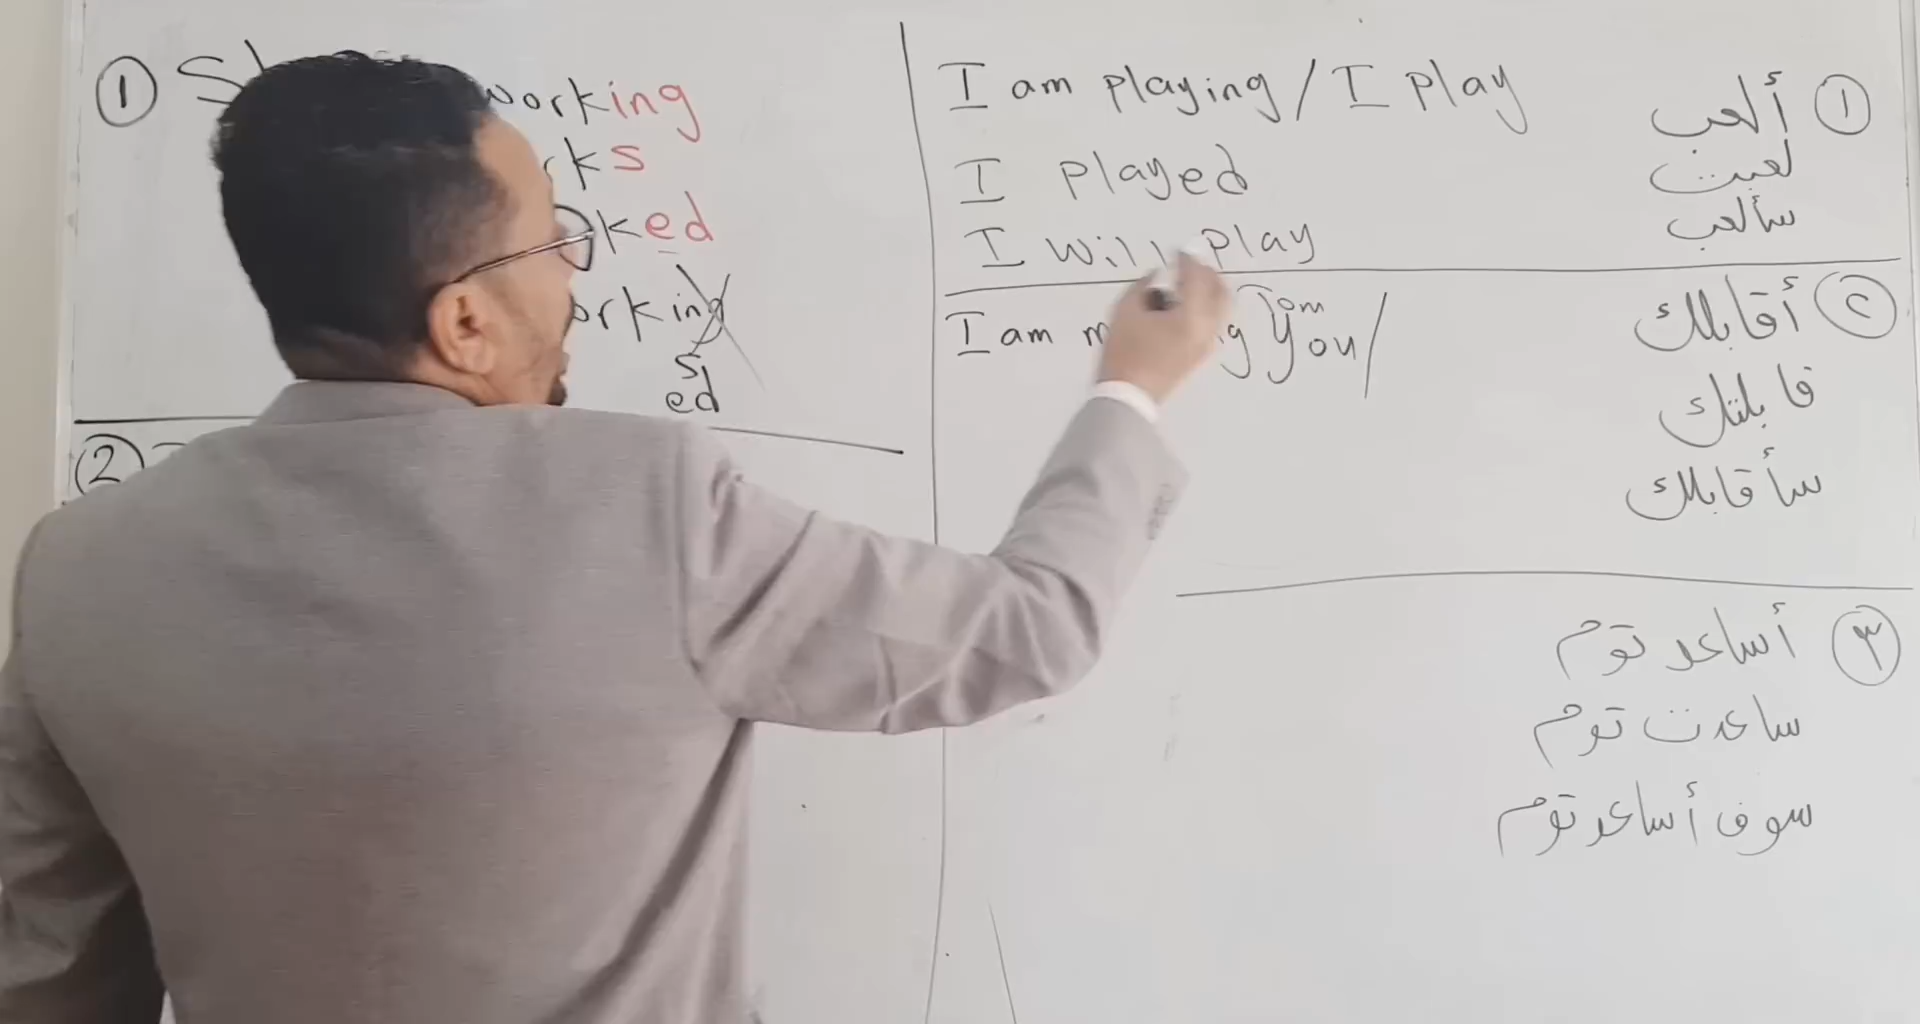 ① S working
rks
ked
orking
s
ed
②
I am playing / I play
I played
I will play
Tom
I am you /
① ألعب
لعبت
سألعب
② أقابلك
قابلتك
سأقابلك
③ أساعد توم
ساعدت توم
سوف أساعد توم